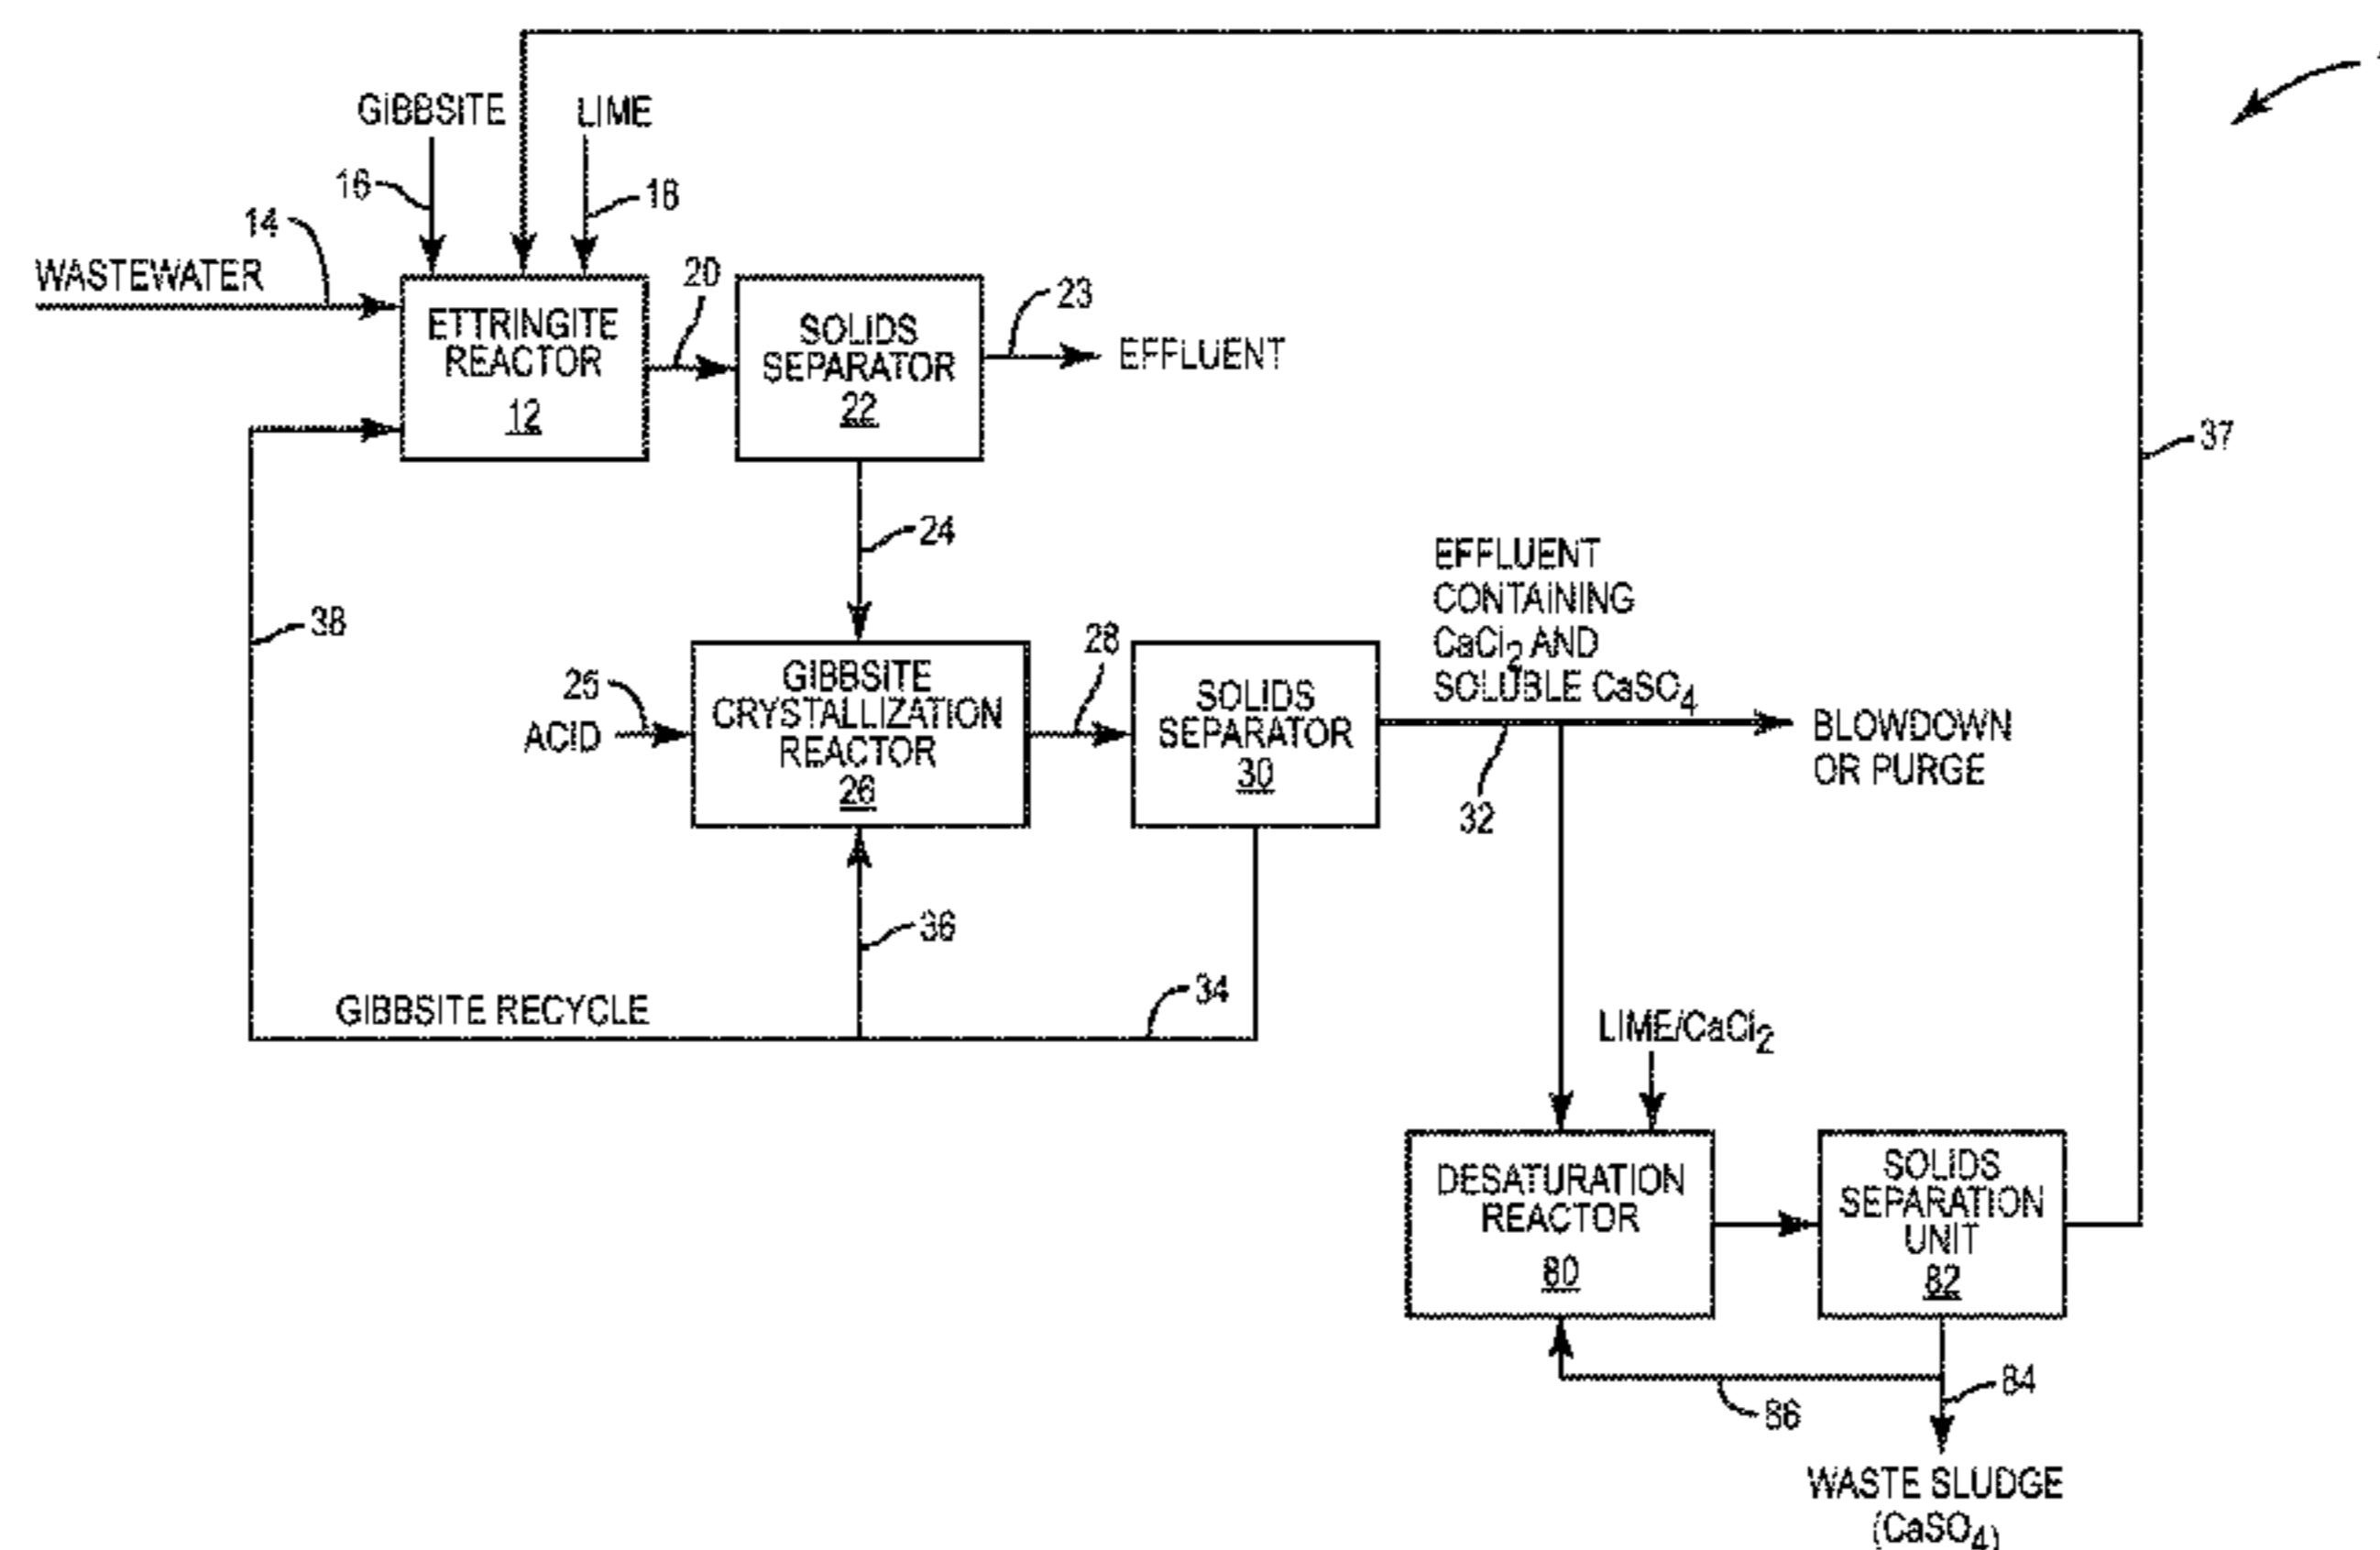 GIBBSITE
LIME
16
18
14
WASTEWATER
20
23
ETTRINGITE
REACTOR
12
SOLIDS
SEPARATOR
22
EFFLUENT
37
24
38
EFFLUENT
CONTAINING
CaCl2 AND
SOLUBLE CaSO4
28
25
ACID
GIBBSITE
CRYSTALLIZATION
REACTOR
26
SOLIDS
SEPARATOR
30
BLOWDOWN
OR PURGE
32
36
34
GIBBSITE RECYCLE
LIME/CaCl2
DESATURATION
REACTOR
80
SOLIDS
SEPARATION
UNIT
82
84
86
WASTE SLUDGE
(CaSO4)